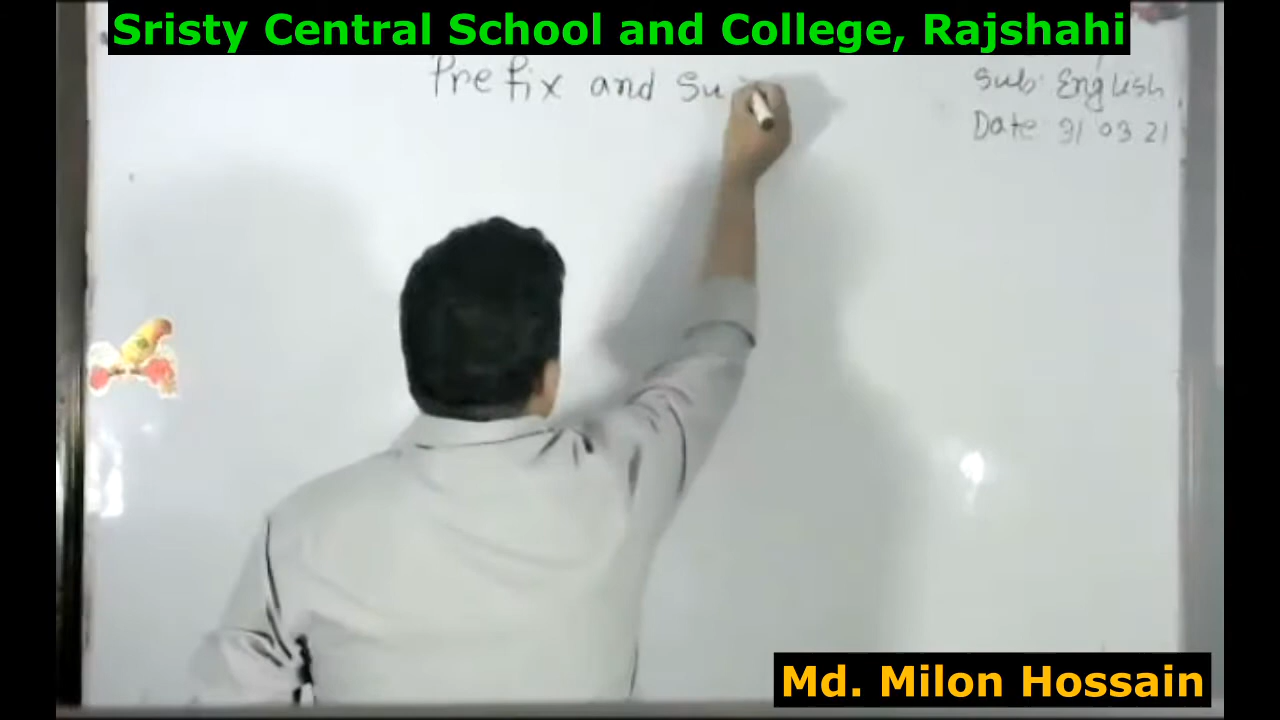 Sristy Central School and College, Rajshahi
Prefix and Su
Sub: English
Date 31 03 21
Md. Milon Hossain